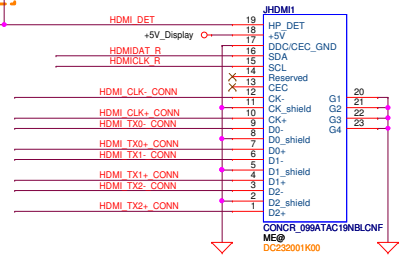 JHDMI1
HDMI_DET 19 HP_DET
+5V_Display 18 +5V
17 DDC/CEC_GND
HDMIDAT_R 16 SDA
HDMICLK_R 15 SCL
14 Reserved
13 CEC
HDMI_CLK-_CONN 12 CK- G1 20
11 CK_shield G2 21
HDMI_CLK+_CONN 10 CK+ G3 22
HDMI_TX0-_CONN 9 D0- G4 23
8 D0_shield
HDMI_TX0+_CONN 7 D0+
HDMI_TX1-_CONN 6 D1-
5 D1_shield
HDMI_TX1+_CONN 4 D1+
HDMI_TX2-_CONN 3 D2-
2 D2_shield
HDMI_TX2+_CONN 1 D2+
CONCR_099ATAC19NBLCNF
ME@
DC232001K00